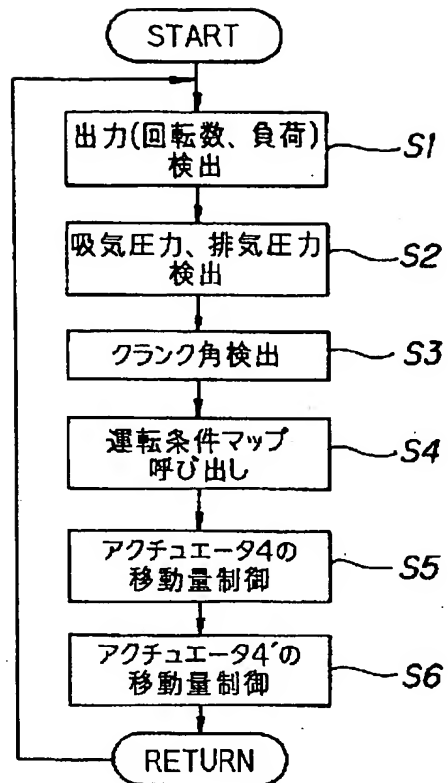 START
出力(回転数、負荷)
検出
S1
吸気圧力、排気圧力
検出
S2
クランク角検出
S3
運転条件マップ
呼び出し
S4
アクチュエータ4の
移動量制御
S5
アクチュエータ4'の
移動量制御
S6
RETURN